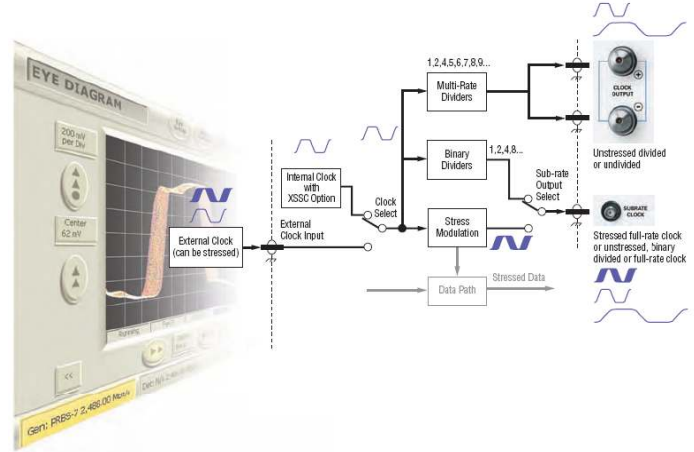 EYE DIAGRAM
200 mV
per Div
Center
62 mV
Running
<<
Gen: PRBS-7 2,486.00 Mbit/s
External Clock
(can be stressed)
Internal Clock
with
XSSC Option
External
Clock Input
Clock
Select
1,2,4,5,6,7,8,9...
Multi-Rate
Dividers
Binary
Dividers
1,2,4,8...
Stress
Modulation
Data Path
Stressed Data
Sub-rate
Output
Select
CLOCK
OUTPUT
Unstressed divided
or undivided
SUBRATE
CLOCK
Stressed full-rate clock
or unstressed, binary
divided or full-rate clock